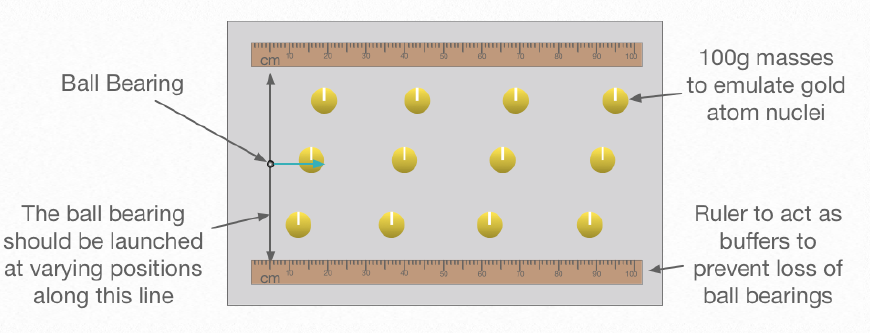 cm 10 20 30 40 50 60 70 80 90 100
Ball Bearing
100g masses
to emulate gold
atom nuclei
The ball bearing
should be launched
at varying positions
along this line
Ruler to act as
buffers to
prevent loss of
ball bearings
cm 10 20 30 40 50 60 70 80 90 100